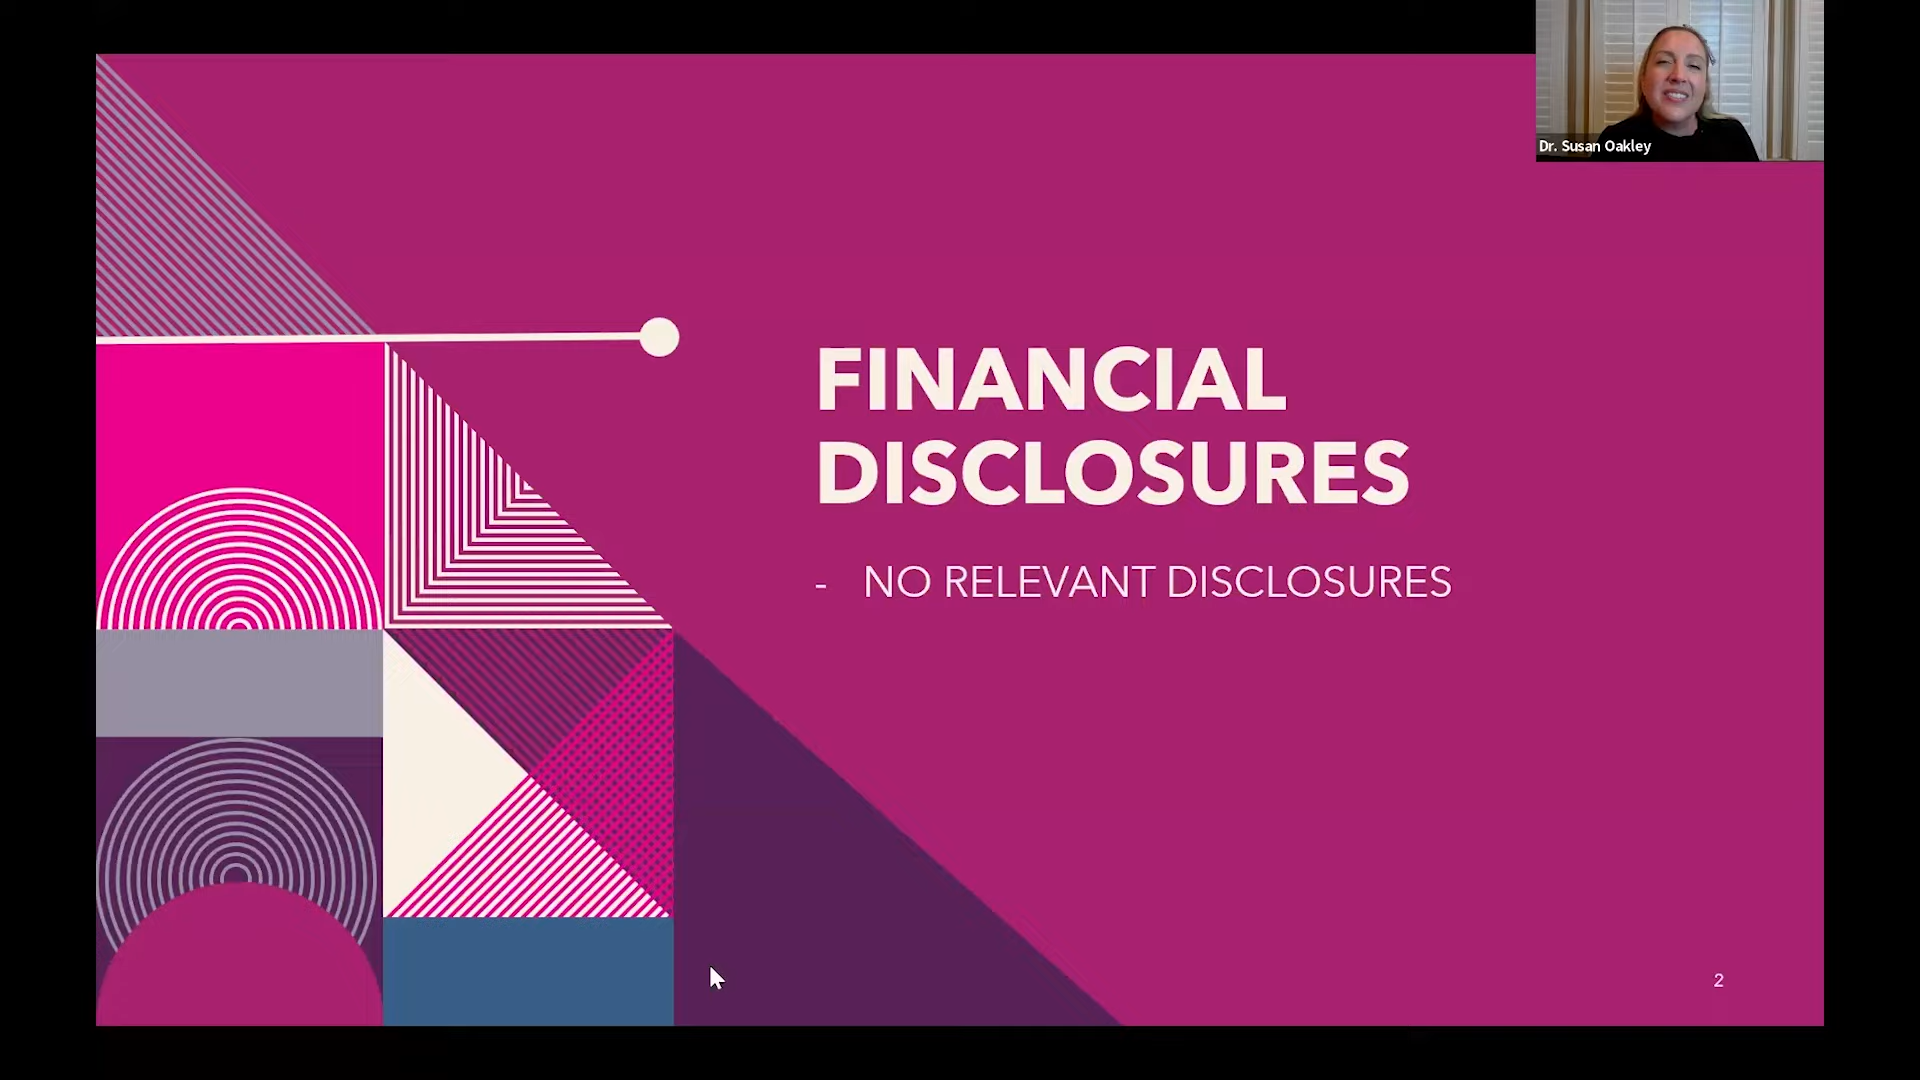 Dr. Susan Oakley
FINANCIAL
DISCLOSURES
- NO RELEVANT DISCLOSURES
2